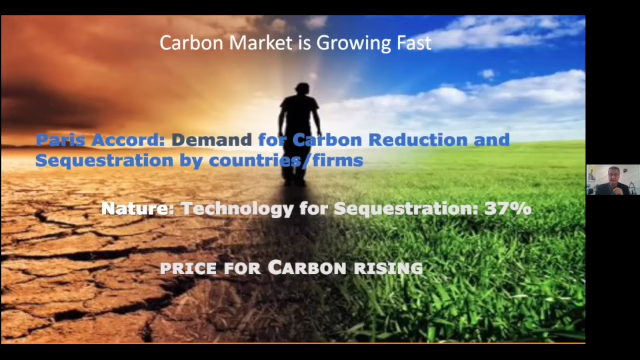 Carbon Market is Growing Fast
Paris Accord: Demand for Carbon Reduction and
Sequestration by countries/firms
Nature: Technology for Sequestration: 37%
PRICE FOR CARBON RISING